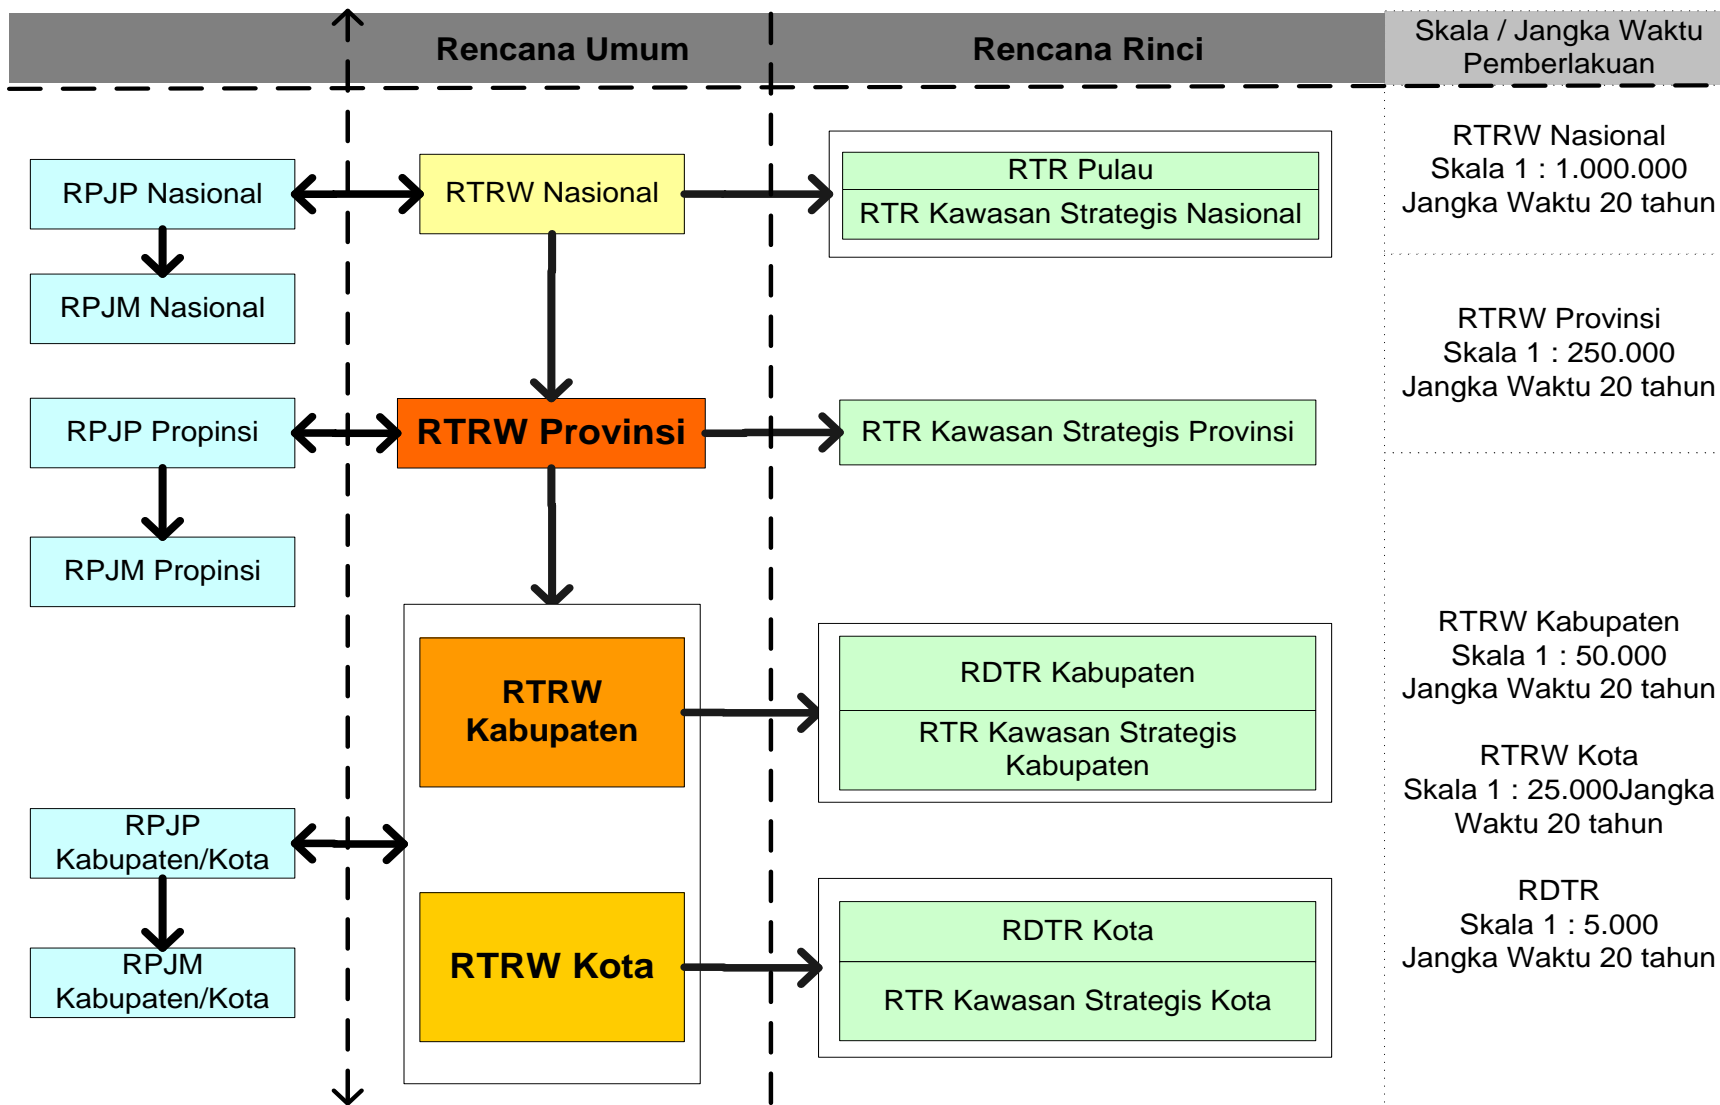 Rencana Umum
Rencana Rinci
Skala / Jangka Waktu
Pemberlakuan
RPJP Nasional
RTRW Nasional
RTR Pulau
RTR Kawasan Strategis Nasional
RTRW Nasional
Skala 1 : 1.000.000
Jangka Waktu 20 tahun
RPJM Nasional
RTRW Provinsi
Skala 1 : 250.000
Jangka Waktu 20 tahun
RPJP Propinsi
RTRW Provinsi
RTR Kawasan Strategis Provinsi
RPJM Propinsi
RTRW
Kabupaten
RDTR Kabupaten
RTR Kawasan Strategis
Kabupaten
RTRW Kabupaten
Skala 1 : 50.000
Jangka Waktu 20 tahun
RTRW Kota
Skala 1 : 25.000Jangka
Waktu 20 tahun
RPJP
Kabupaten/Kota
RPJM
Kabupaten/Kota
RTRW Kota
RDTR Kota
RTR Kawasan Strategis Kota
RDTR
Skala 1 : 5.000
Jangka Waktu 20 tahun